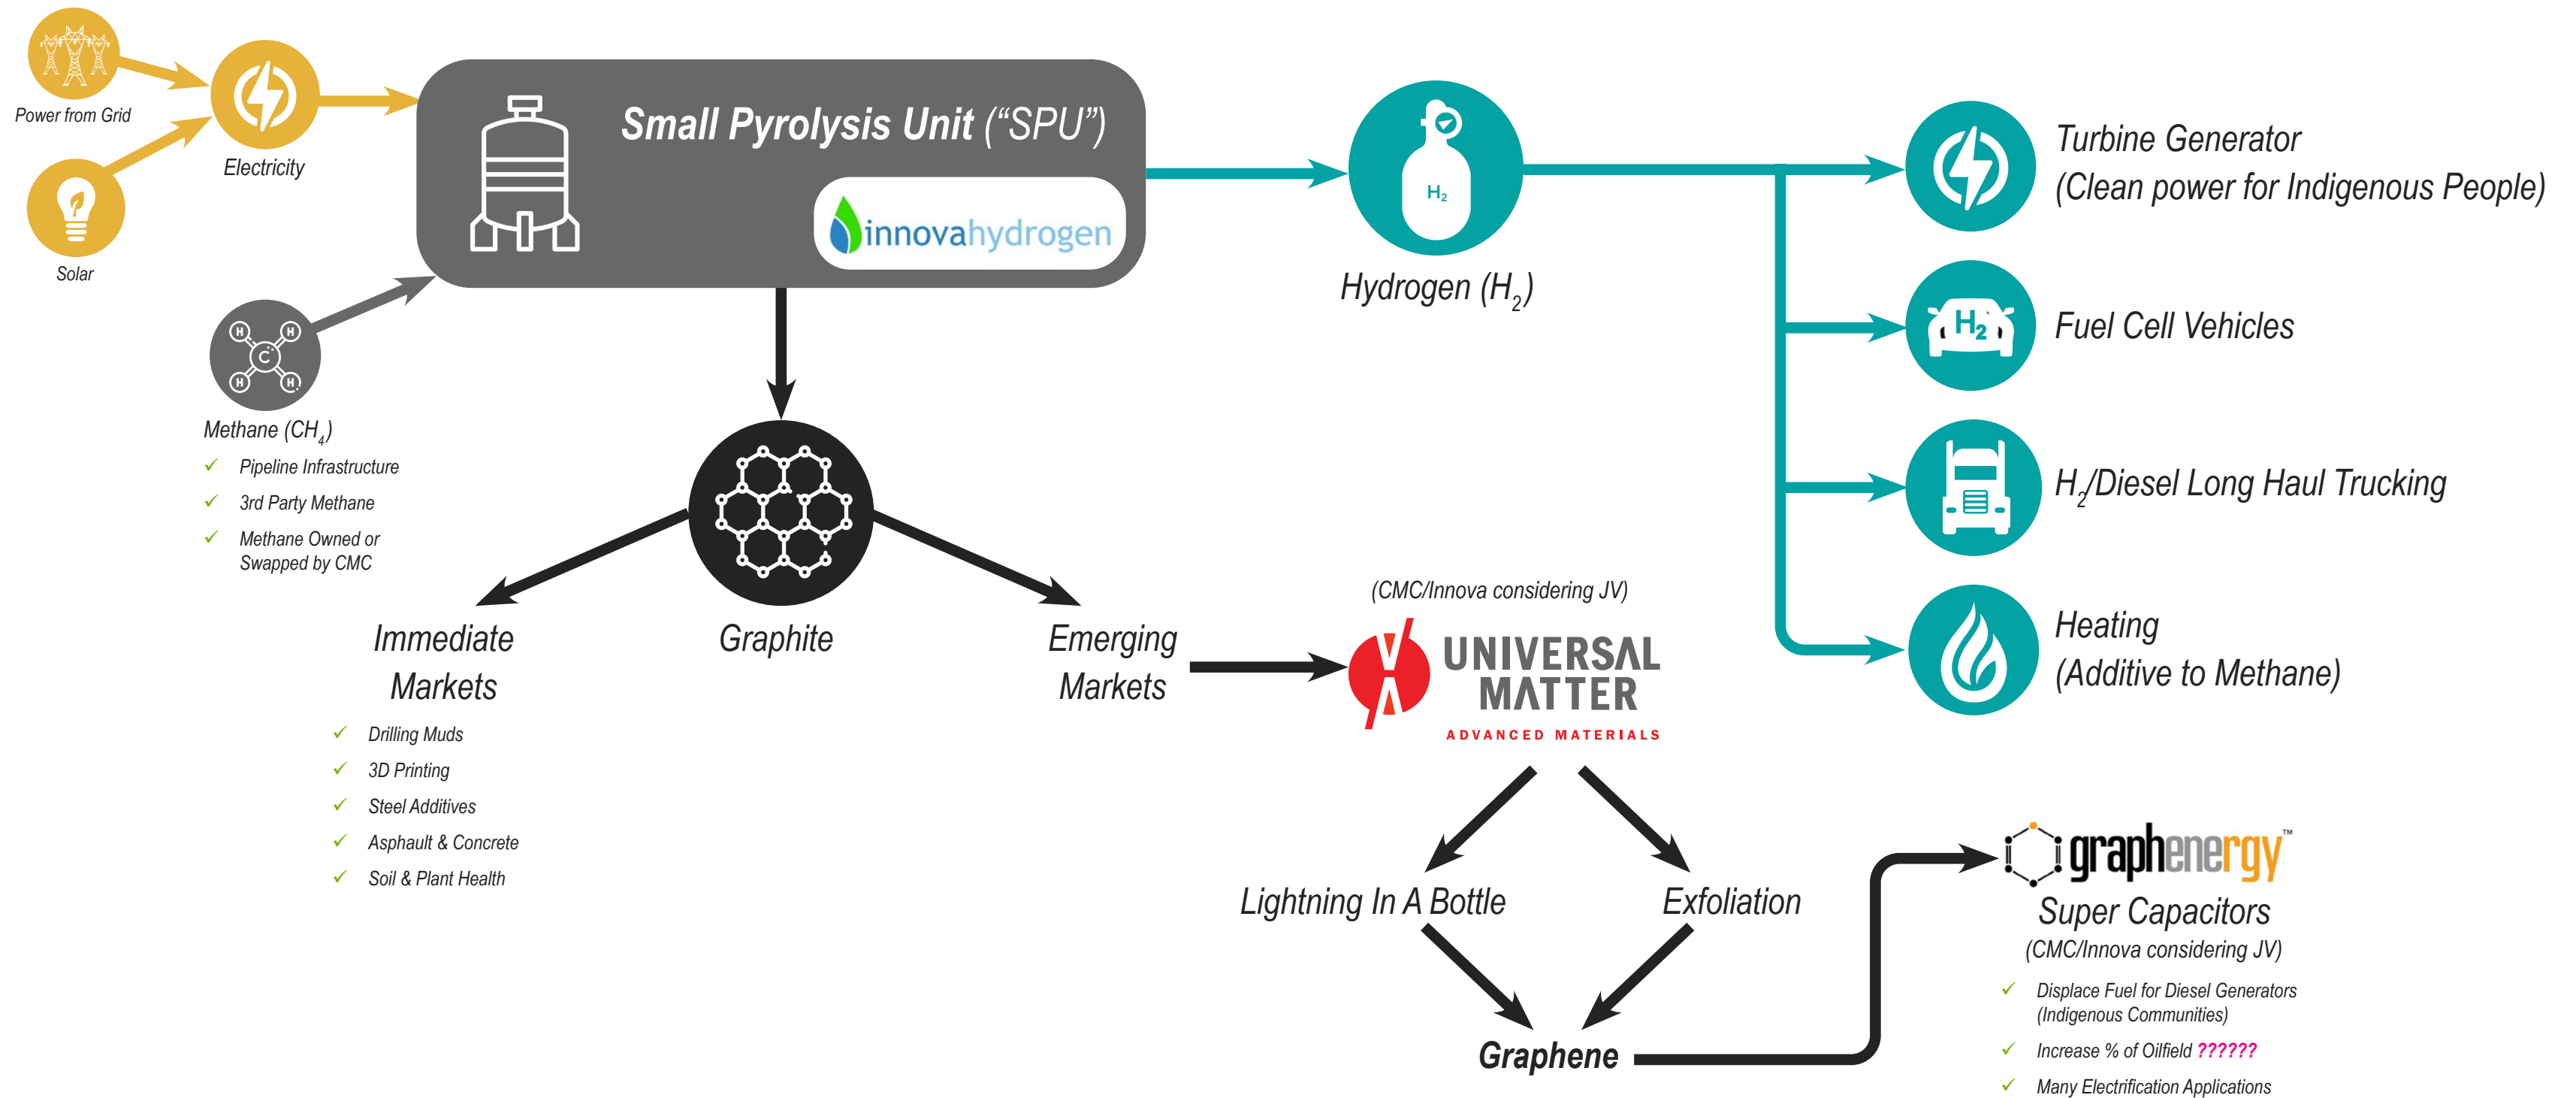 Power from Grid
Solar
Electricity
Small Pyrolysis Unit (“SPU”)
innovahydrogen
H C H H H
Methane (CH4)
Pipeline Infrastructure
3rd Party Methane
Methane Owned or
Swapped by CMC
H2
Hydrogen (H2)
Turbine Generator
(Clean power for Indigenous People)
H2
Fuel Cell Vehicles
H2/Diesel Long Haul Trucking
Heating
(Additive to Methane)
Graphite
Immediate
Markets
Drilling Muds
3D Printing
Steel Additives
Asphault & Concrete
Soil & Plant Health
Emerging
Markets
(CMC/Innova considering JV)
UNIVERSAL
MATTER
ADVANCED MATERIALS
Lightning In A Bottle
Exfoliation
Graphene
graphenergy™
Super Capacitors
(CMC/Innova considering JV)
Displace Fuel for Diesel Generators
(Indigenous Communities)
Increase % of Oilfield ??????
Many Electrification Applications